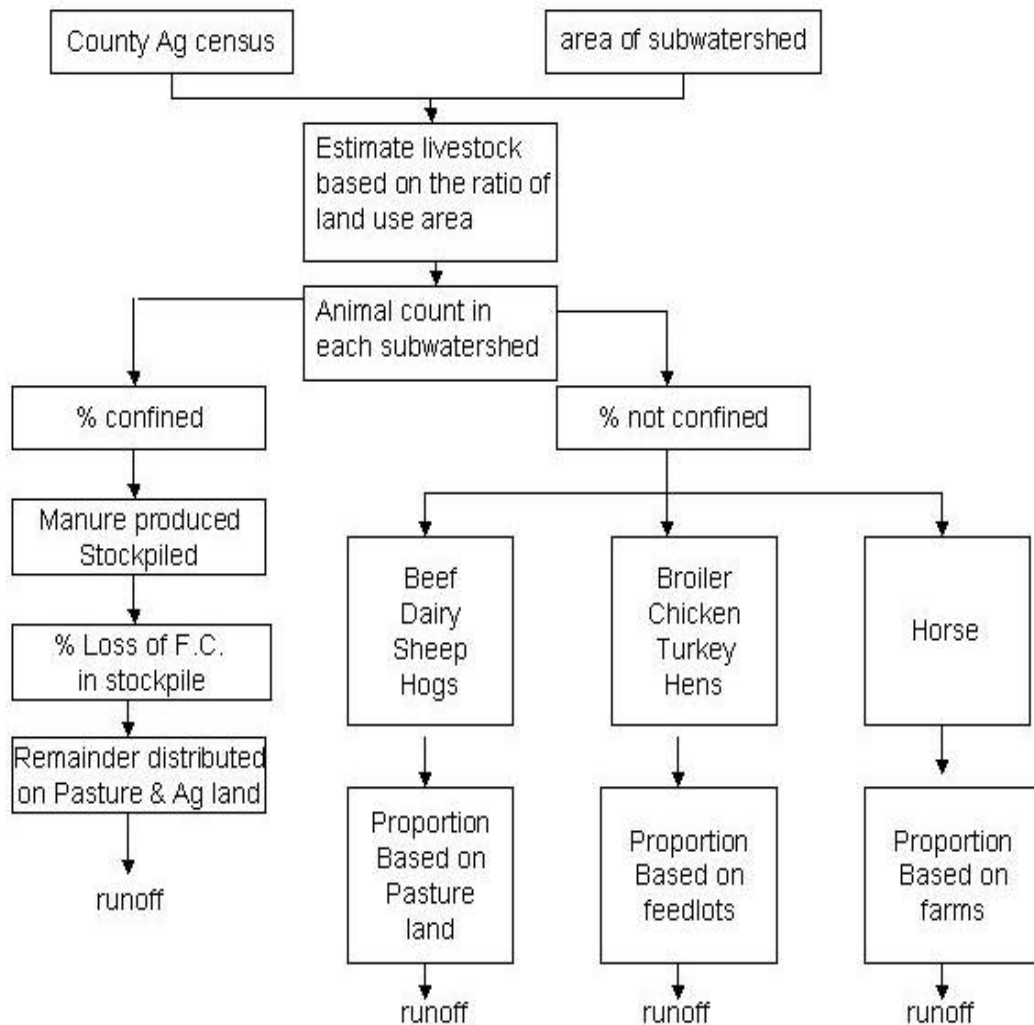 County Ag census
area of subwatershed
Estimate livestock
based on the ratio of
land use area
Animal count in
each subwatershed
% confined
% not confined
Manure produced
Stockpiled
% Loss of F.C.
in stockpile
Remainder distributed
on Pasture & Ag land
runoff
Beef
Dairy
Sheep
Hogs
Broiler
Chicken
Turkey
Hens
Horse
Proportion
Based on
Pasture
land
Proportion
Based on
feedlots
Proportion
Based on
farms
runoff
runoff
runoff